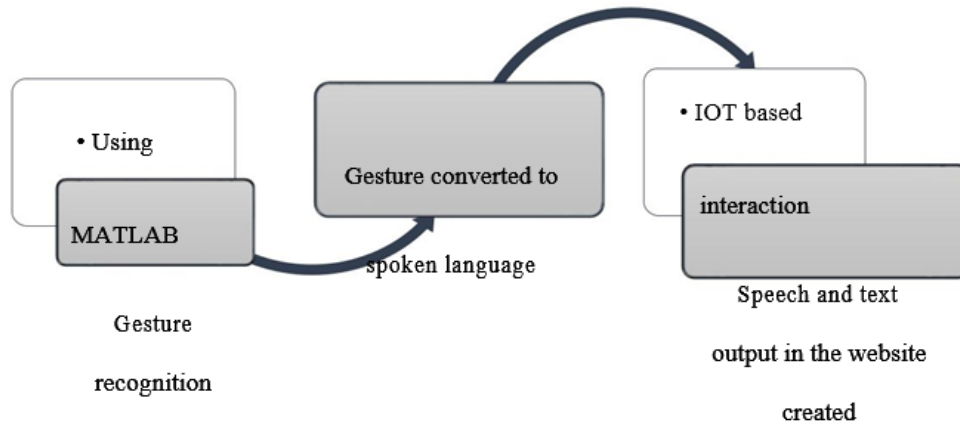 • Using
MATLAB
Gesture
recognition
Gesture converted to
spoken language
• IOT based
interaction
Speech and text
output in the website
created